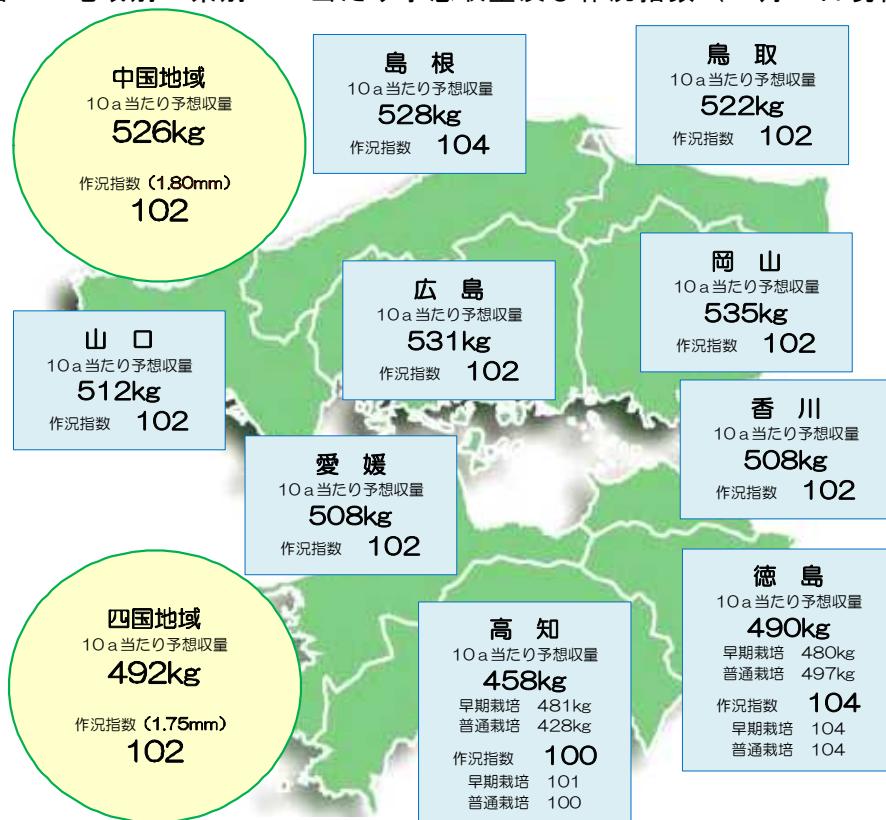 中国地域
10a当たり予想収量
526kg
作況指数 (1.80mm)
102
島 根
10a当たり予想収量
528kg
作況指数 104
鳥 取
10a当たり予想収量
522kg
作況指数 102
岡 山
10a当たり予想収量
535kg
作況指数 102
広 島
10a当たり予想収量
531kg
作況指数 102
山 口
10a当たり予想収量
512kg
作況指数 102
香 川
10a当たり予想収量
508kg
作況指数 102
愛 媛
10a当たり予想収量
508kg
作況指数 102
四国地域
10a当たり予想収量
492kg
作況指数 (1.75mm)
102
高 知
10a当たり予想収量
458kg
早期栽培 481kg
普通栽培 428kg
作況指数 100
早期栽培 101
普通栽培 100
徳 島
10a当たり予想収量
490kg
早期栽培 480kg
普通栽培 497kg
作況指数 104
早期栽培 104
普通栽培 104